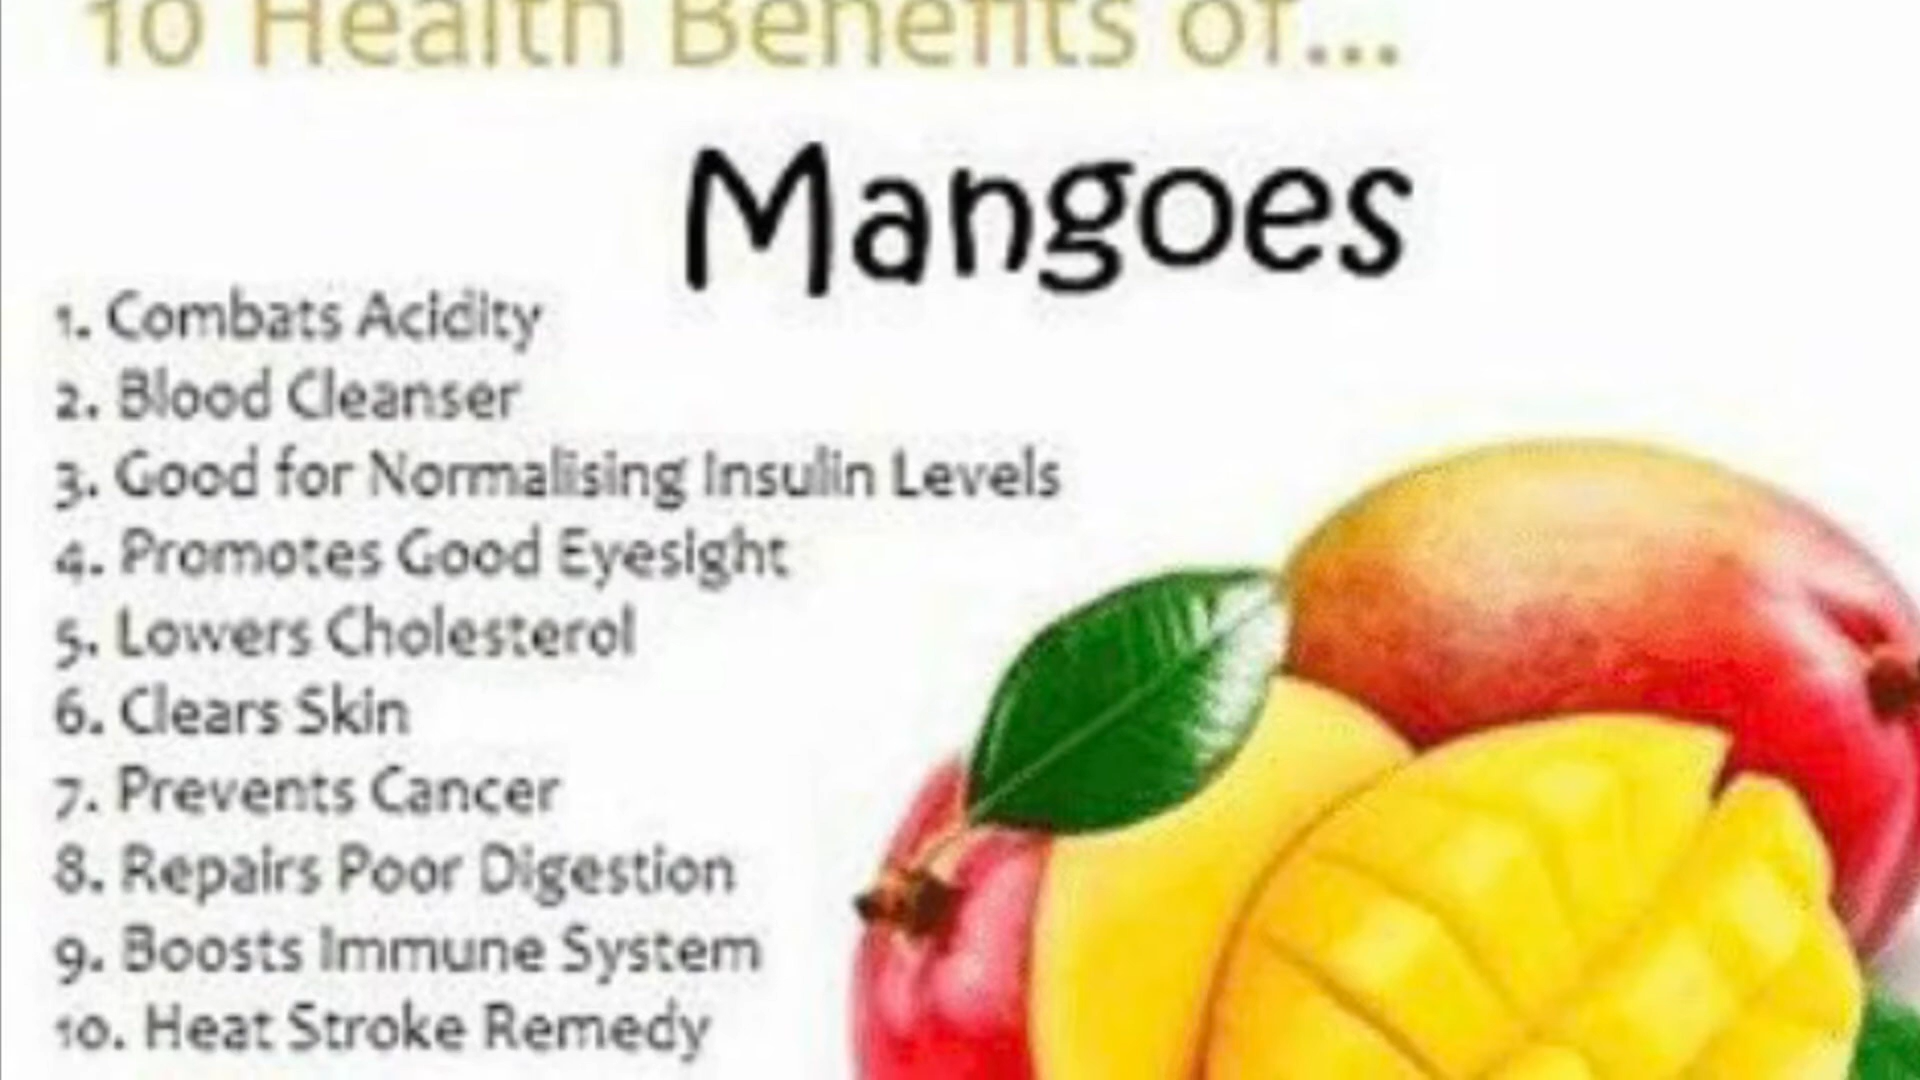 10 Health Benefits of...
Mangoes
1. Combats Acidity
2. Blood Cleanser
3. Good for Normalising Insulin Levels
4. Promotes Good Eyesight
5. Lowers Cholesterol
6. Clears Skin
7. Prevents Cancer
8. Repairs Poor Digestion
9. Boosts Immune System
10. Heat Stroke Remedy